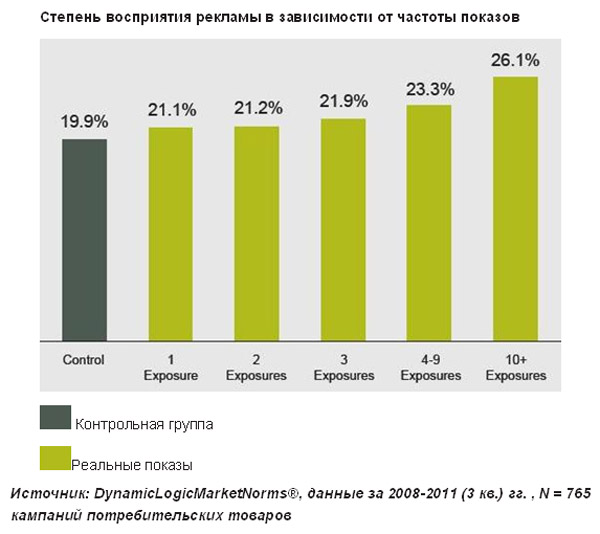 Степень восприятия рекламы в зависимости от частоты показов
19.9%
21.1%
21.2%
21.9%
23.3%
26.1%
Control
1
Exposure
2
Exposures
3
Exposures
4-9
Exposures
10+
Exposures
Контрольная группа
Реальные показы
Источник: DynamicLogicMarketNorms®, данные за 2008-2011 (3 кв.) гг. , N = 765
кампаний потребительских товаров